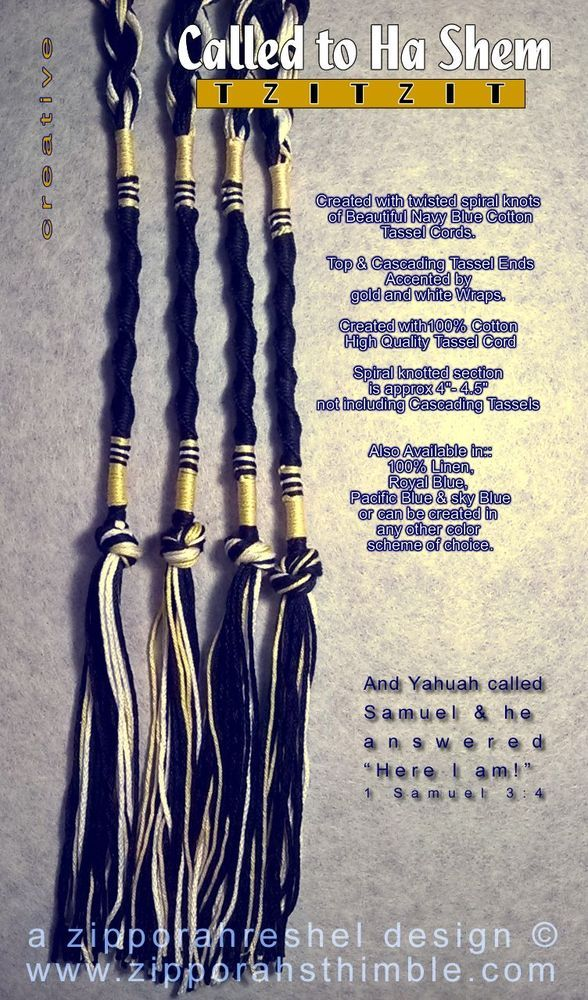 creative
Called to Ha Shem
TZITZIT
Created with twisted spiral knots
of Beautiful Navy Blue Cotton
Tassel Cords.
Top & Cascading Tassel Ends
Accented by
gold and white Wraps.
Created with100% Cotton
High Quality Tassel Cord
Spiral knotted section
is approx 4"- 4.5"
not including Cascading Tassels
Also Available in::
100% Linen,
Royal Blue,
Pacific Blue & sky Blue
or can be created in
any other color
scheme of choice.
And Yahuah called
Samuel & he
answered
“Here I am!”
1 Samuel 3:4
a zipporahreshel design ©
www.zipporahsthimble.com